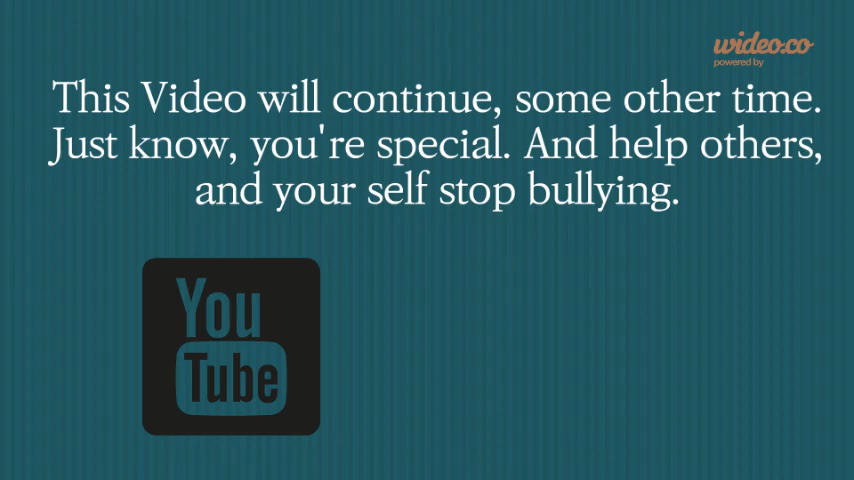 wideo.co
powered by
This Video will continue, some other time.
Just know, you're special. And help others,
and your self stop bullying.
You
Tube